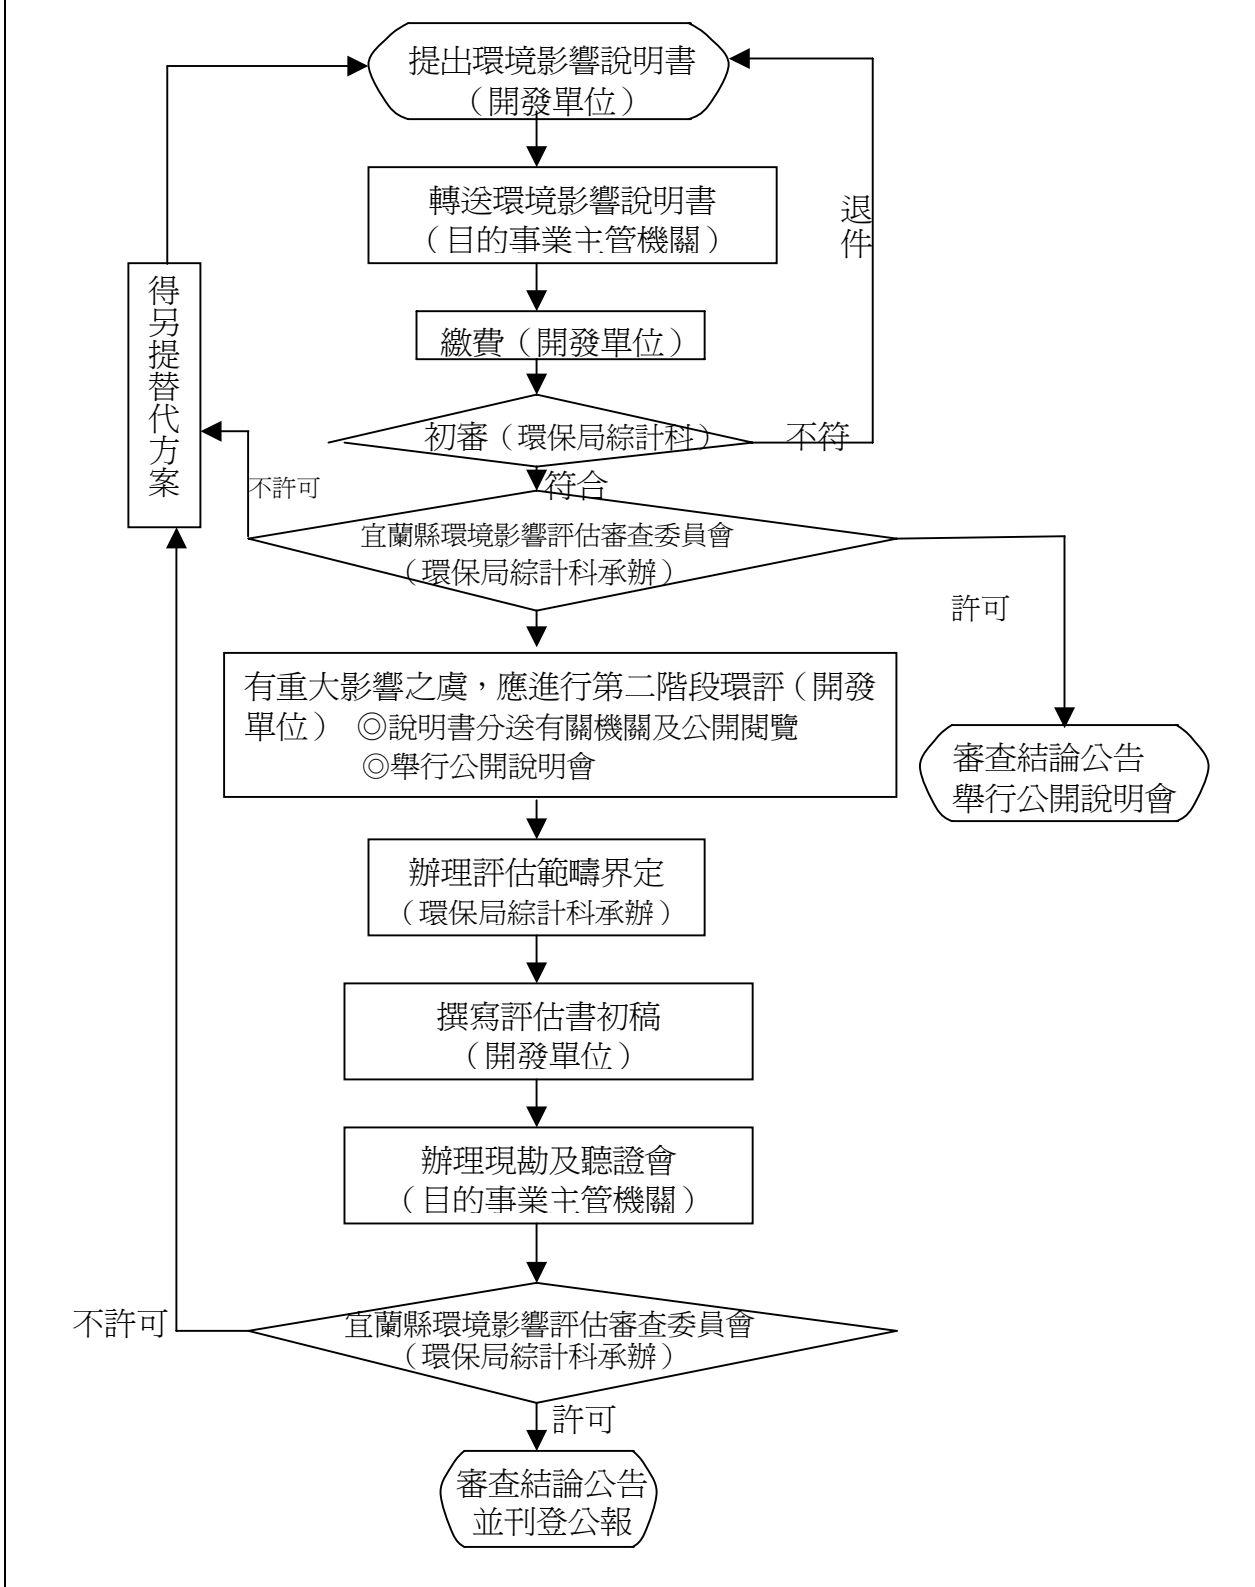 提出環境影響說明書
（開發單位）
轉送環境影響說明書
（目的事業主管機關）
退件
得另提替代方案
繳費（開發單位）
初審（環保局綜計科）
不符
符合
不許可
宜蘭縣環境影響評估審查委員會
（環保局綜計科承辦）
許可
有重大影響之虞，應進行第二階段環評（開發
單位） ◎說明書分送有關機關及公開閱覽
◎舉行公開說明會
審查結論公告
舉行公開說明會
辦理評估範疇界定
（環保局綜計科承辦）
撰寫評估書初稿
（開發單位）
辦理現勘及聽證會
（目的事業主管機關）
不許可
宜蘭縣環境影響評估審查委員會
（環保局綜計科承辦）
許可
審查結論公告
並刊登公報